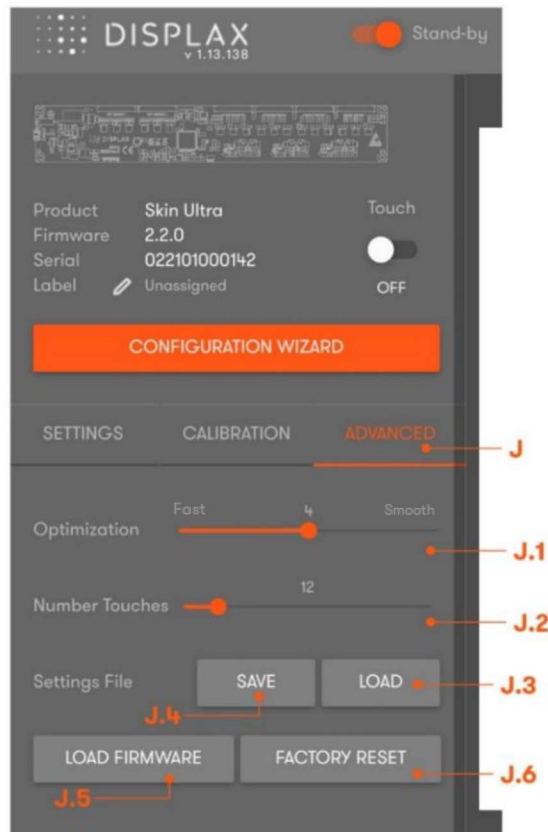 DISPLAX
v 1.13.138
Stand-by
Product Skin Ultra Touch
Firmware 2.2.0
Serial 022101000142
Label Unassigned OFF
CONFIGURATION WIZARD
SETTINGS CALIBRATION ADVANCED
J
Fast 4 Smooth
Optimization
J.1
12
Number Touches
J.2
Settings File SAVE LOAD
J.3
J.4
LOAD FIRMWARE FACTORY RESET
J.5
J.6